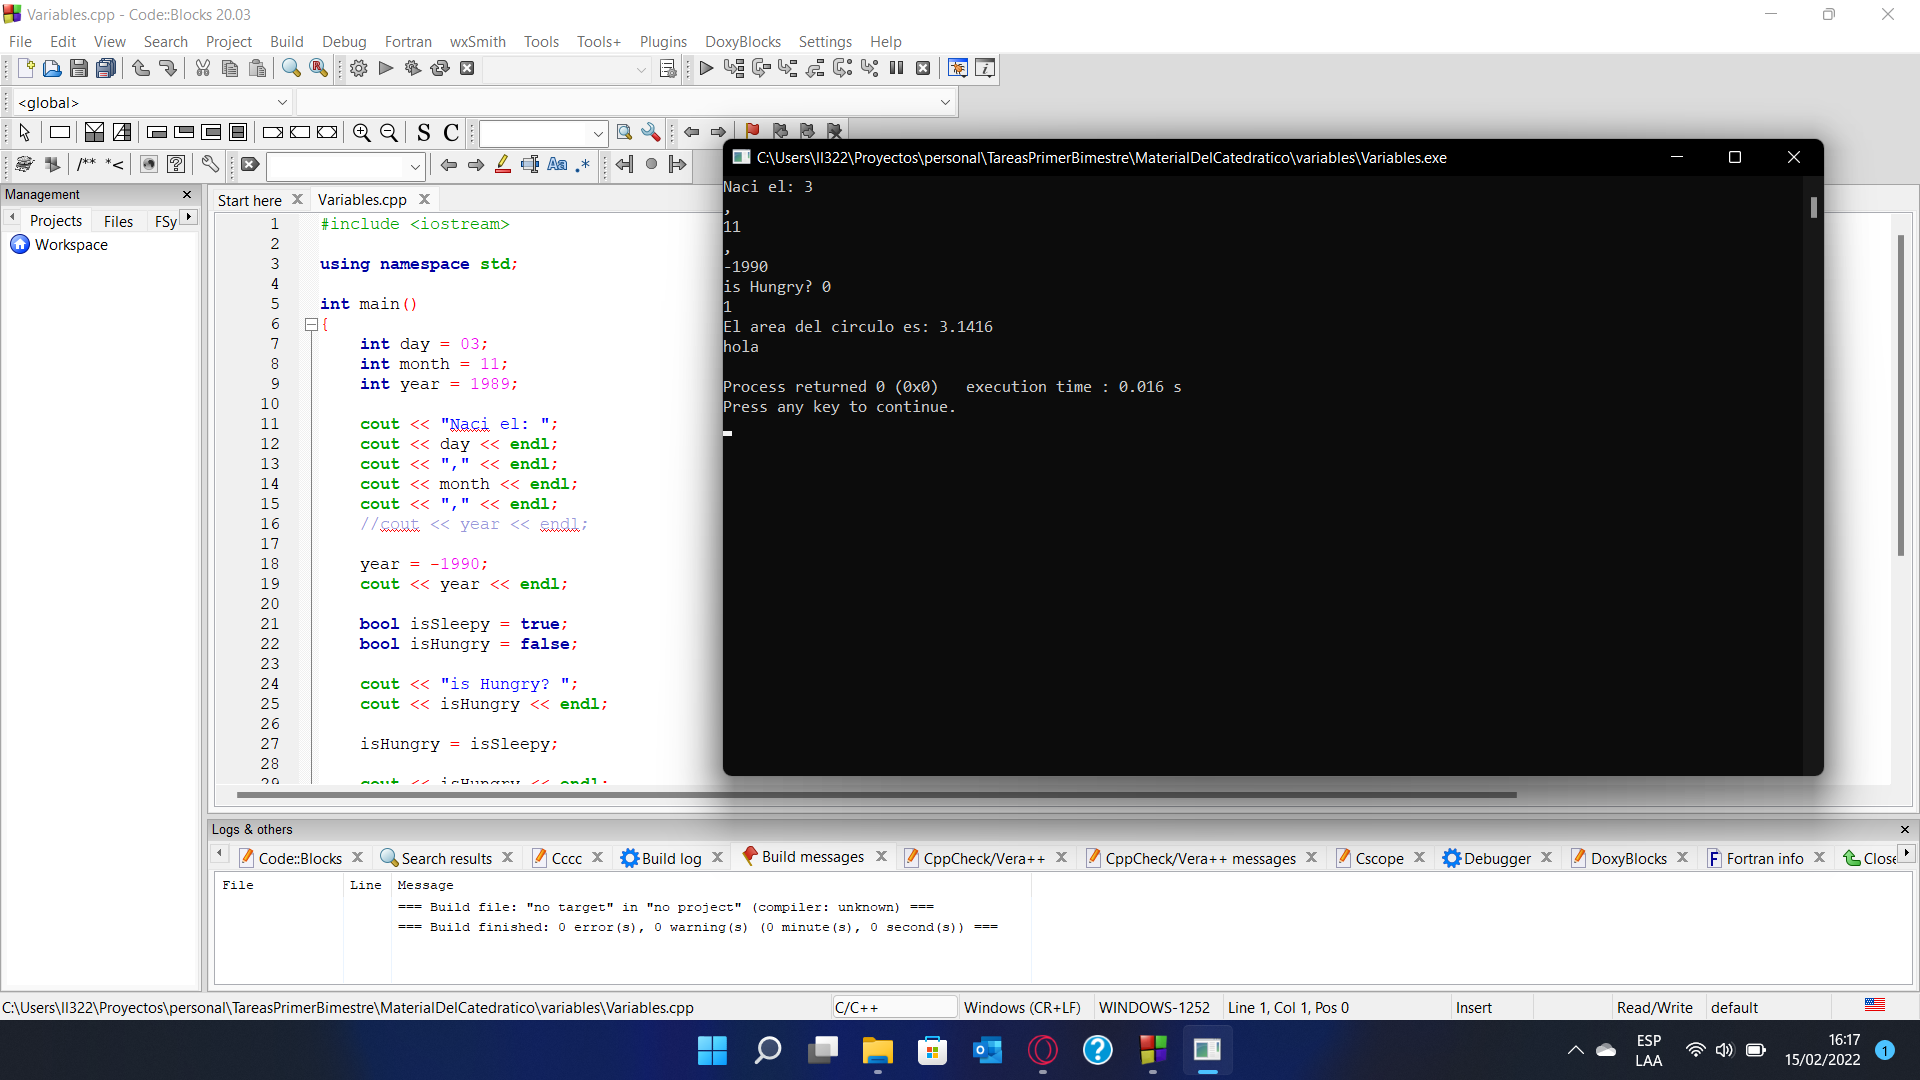 Variables.cpp - Code::Blocks 20.03
File Edit View Search Project Build Debug Fortran wxSmith Tools Tools+ Plugins DoxyBlocks Settings Help
<global>
S C
/** *<
Aa .*
Management
Projects Files FSy
Workspace
Start here Variables.cpp
1 #include <iostream>
2
3 using namespace std;
4
5 int main()
6 {
7 int day = 03;
8 int month = 11;
9 int year = 1989;
10
11 cout << "Naci el: ";
12 cout << day << endl;
13 cout << "," << endl;
14 cout << month << endl;
15 cout << "," << endl;
16 //cout << year << endl;
17
18 year = -1990;
19 cout << year << endl;
20
21 bool isSleepy = true;
22 bool isHungry = false;
23
24 cout << "is Hungry? ";
25 cout << isHungry << endl;
26
27 isHungry = isSleepy;
28
29 cout << isHungry << endl;
C:\Users\ll322\Proyectos\personal\TareasPrimerBimestre\MaterialDelCatedratico\variables\Variables.exe
Naci el: 3
,
11
,
-1990
is Hungry? 0
1
El area del circulo es: 3.1416
hola
Process returned 0 (0x0) execution time : 0.016 s
Press any key to continue.
Logs & others
Code::Blocks Search results Cccc Build log Build messages CppCheck/Vera++ CppCheck/Vera++ messages Cscope Debugger DoxyBlocks Fortran info Close
File Line Message
=== Build file: "no target" in "no project" (compiler: unknown) ===
=== Build finished: 0 error(s), 0 warning(s) (0 minute(s), 0 second(s)) ===
C:\Users\ll322\Proyectos\personal\TareasPrimerBimestre\MaterialDelCatedratico\variables\Variables.cpp C/C++ Windows (CR+LF) WINDOWS-1252 Line 1, Col 1, Pos 0 Insert Read/Write default
ESP
LAA
16:17
15/02/2022
1